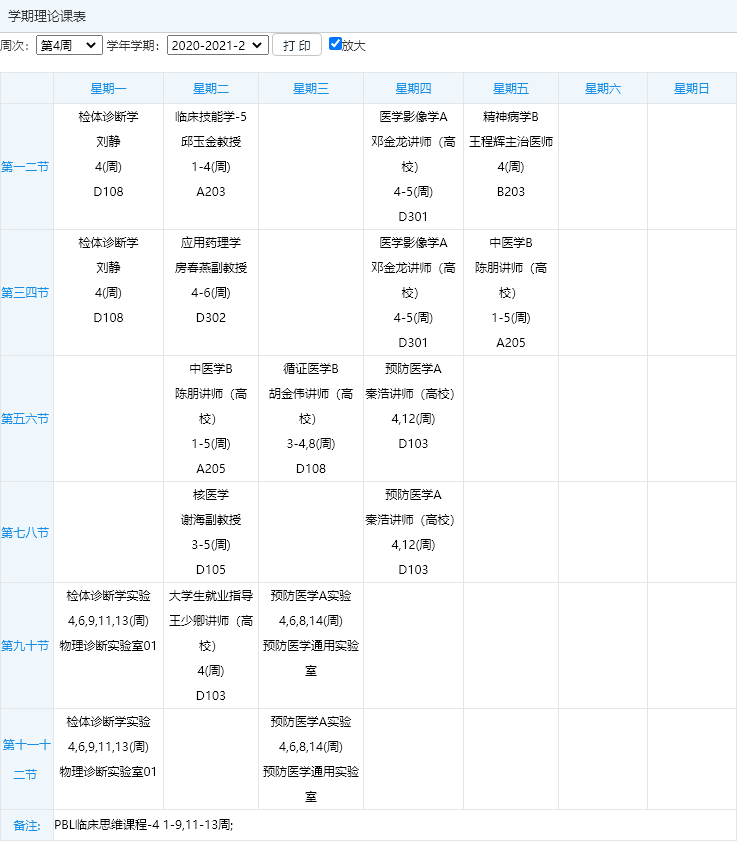 学期理论课表
周次： 第4周 学年学期： 2020-2021-2 打 印 放大
星期一 星期二 星期三 星期四 星期五 星期六 星期日
第一二节
检体诊断学
刘静
4(周)
D108
临床技能学-5
邱玉金教授
1-4(周)
A203
医学影像学A
邓金龙讲师（高
校）
4-5(周)
D301
精神病学B
王程辉主治医师
4(周)
B203
第三四节
检体诊断学
刘静
4(周)
D108
应用药理学
房春燕副教授
4-6(周)
D302
医学影像学A
邓金龙讲师（高
校）
4-5(周)
D301
中医学B
陈朋讲师（高
校）
1-5(周)
A205
第五六节
中医学B
陈朋讲师（高
校）
1-5(周)
A205
循证医学B
胡金伟讲师（高
校）
3-4,8(周)
D108
预防医学A
秦浩讲师（高校）
4,12(周)
D103
第七八节
核医学
谢海副教授
3-5(周)
D105
预防医学A
秦浩讲师（高校）
4,12(周)
D103
第九十节
检体诊断学实验
4,6,9,11,13(周)
物理诊断实验室01
大学生就业指导
王少卿讲师（高
校）
4(周)
D103
预防医学A实验
4,6,8,14(周)
预防医学通用实验
室
第十一十
二节
检体诊断学实验
4,6,9,11,13(周)
物理诊断实验室01
预防医学A实验
4,6,8,14(周)
预防医学通用实验
室
备注: PBL临床思维课程-4 1-9,11-13周;